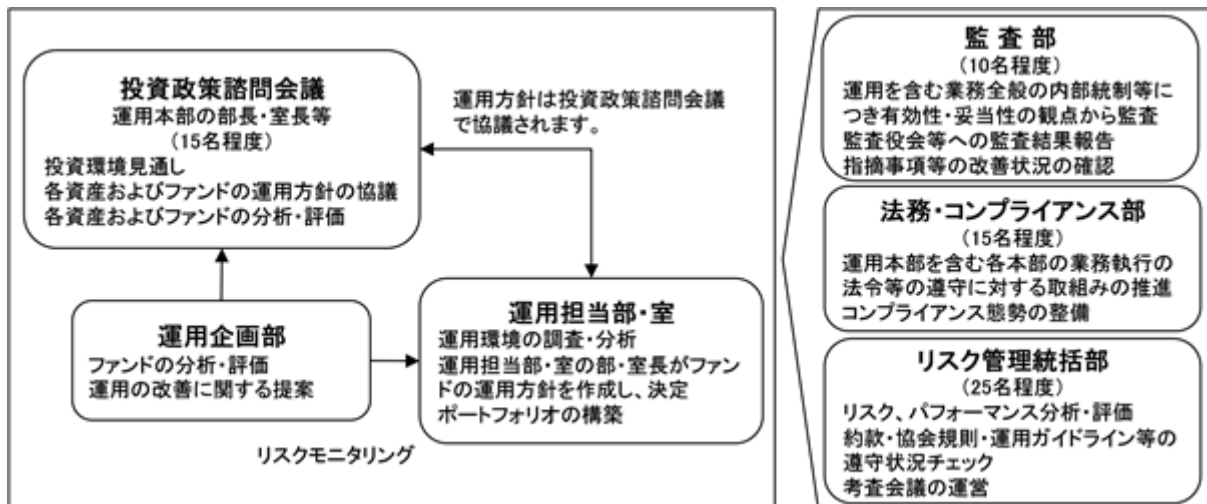 投資政策諮問会議
運用本部の部長・室長等
(15名程度)
投資環境見通し
各資産およびファンドの運用方針の協議
各資産およびファンドの分析・評価
運用方針は投資政策諮問会議
で協議されます。
運用企画部
ファンドの分析・評価
運用の改善に関する提案
運用担当部・室
運用環境の調査・分析
運用担当部・室の部・室長がファン
ドの運用方針を作成し、決定
ポートフォリオの構築
リスクモニタリング
監査部
(10名程度)
運用を含む業務全般の内部統制等に
つき有効性・妥当性の観点から監査
監査役会等への監査結果報告
指摘事項等の改善状況の確認
法務・コンプライアンス部
(15名程度)
運用本部を含む各本部の業務執行の
法令等の遵守に対する取組みの推進
コンプライアンス態勢の整備
リスク管理統括部
(25名程度)
リスク、パフォーマンス分析・評価
約款・協会規則・運用ガイドライン等の
遵守状況チェック
考査会議の運営